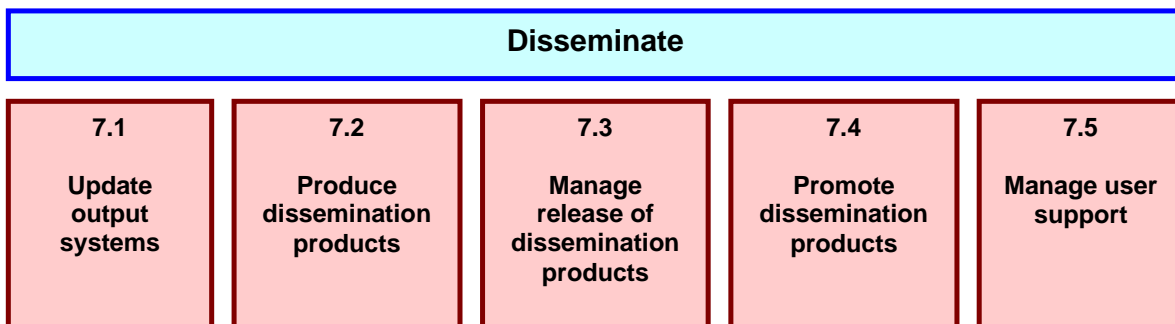 Disseminate
7.1
Update
output
systems
7.2
Produce
dissemination
products
7.3
Manage
release of
dissemination
products
7.4
Promote
dissemination
products
7.5
Manage user
support